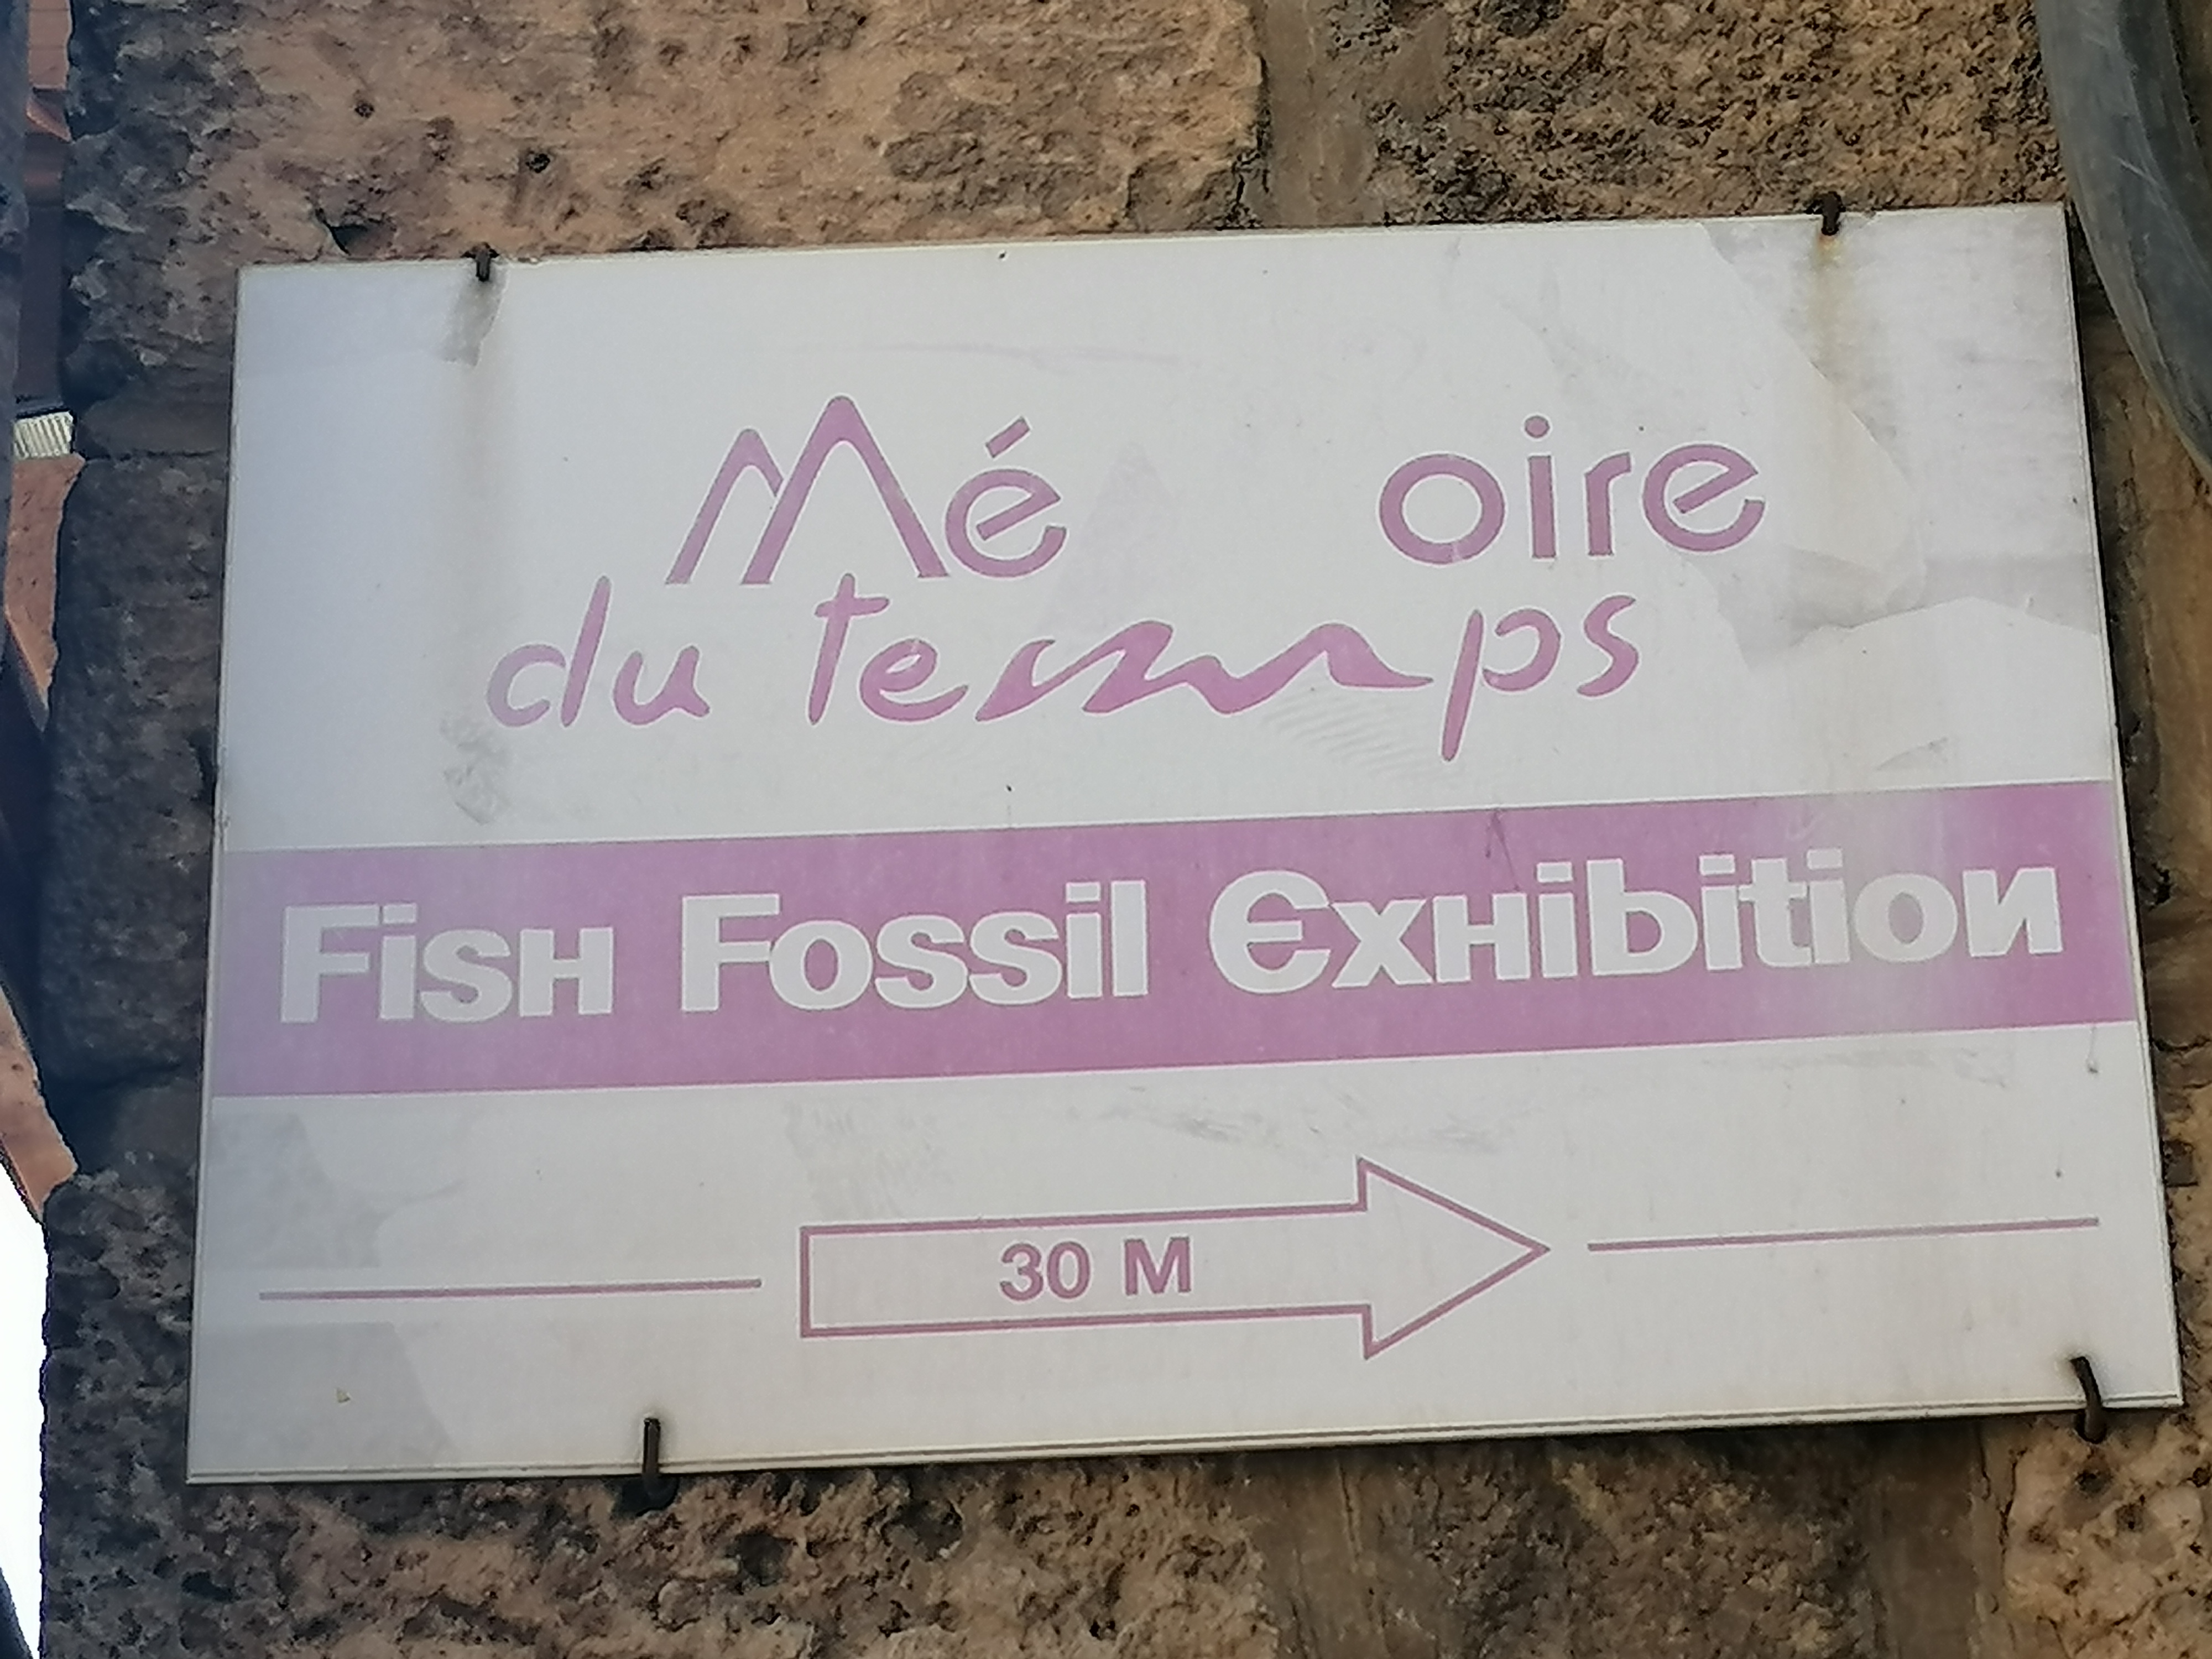 Mé oire
du temps
Fish Fossil Exhibition
30 M